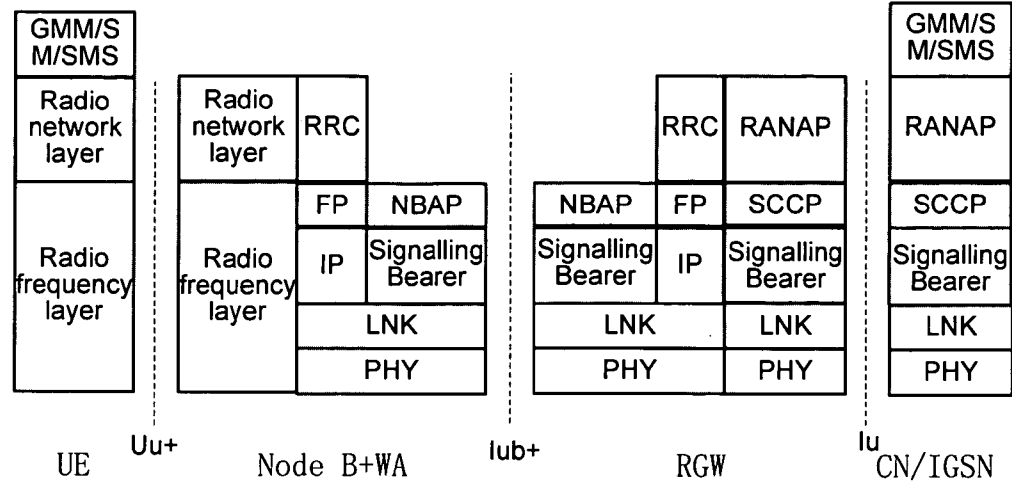 GMM/S
M/SMS
Radio
network
layer
Radio
frequency
layer
UE
Uu+
Radio
network
layer
RRC
Radio
frequency
layer
FP
NBAP
IP
Signalling
Bearer
LNK
PHY
Node B+WA
Iub+
RRC
RANAP
NBAP
FP
SCCP
Signalling
Bearer
IP
Signalling
Bearer
LNK
LNK
PHY
PHY
RGW
Iu
GMM/S
M/SMS
RANAP
SCCP
Signalling
Bearer
LNK
PHY
CN/IGSN